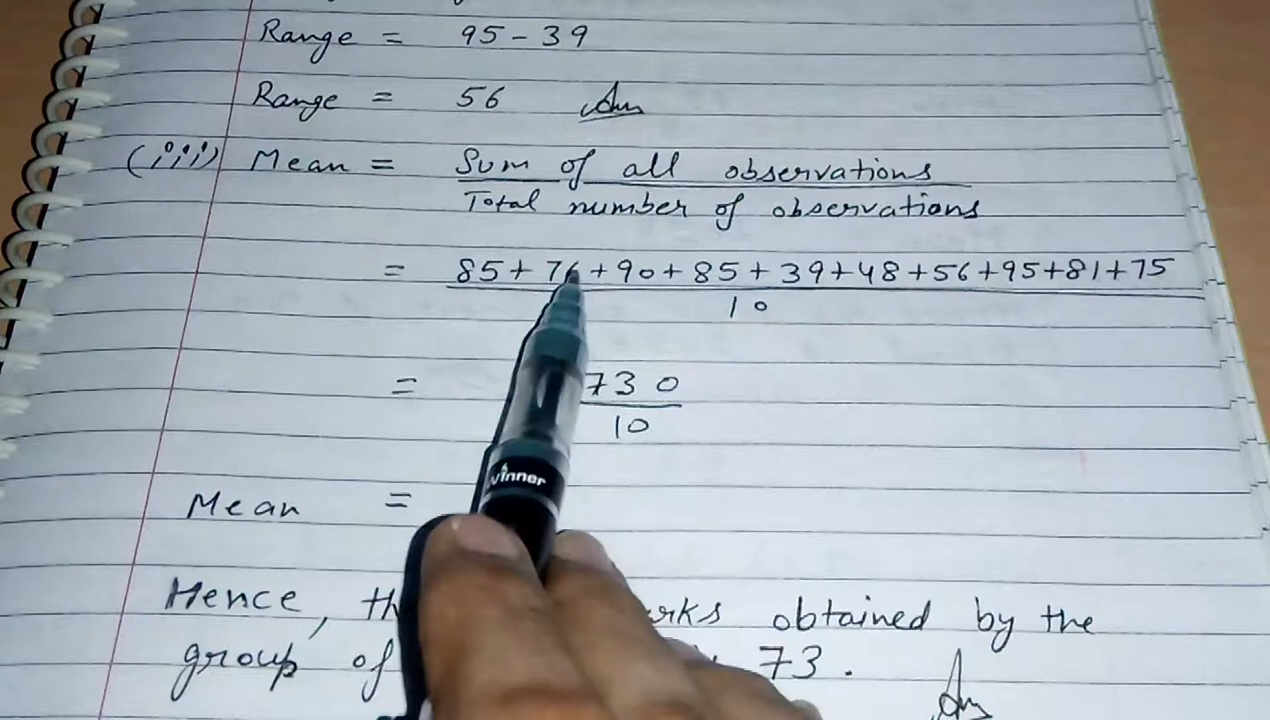 Range = 95 - 39
Range = 56 Ans
(iii) Mean = Sum of all observations
Total number of observations
= 85 + 76 + 90 + 85 + 39 + 48 + 56 + 95 + 81 + 75
10
= 730
10
winner
Mean =
Hence, obtained by the
group of 73. Ans